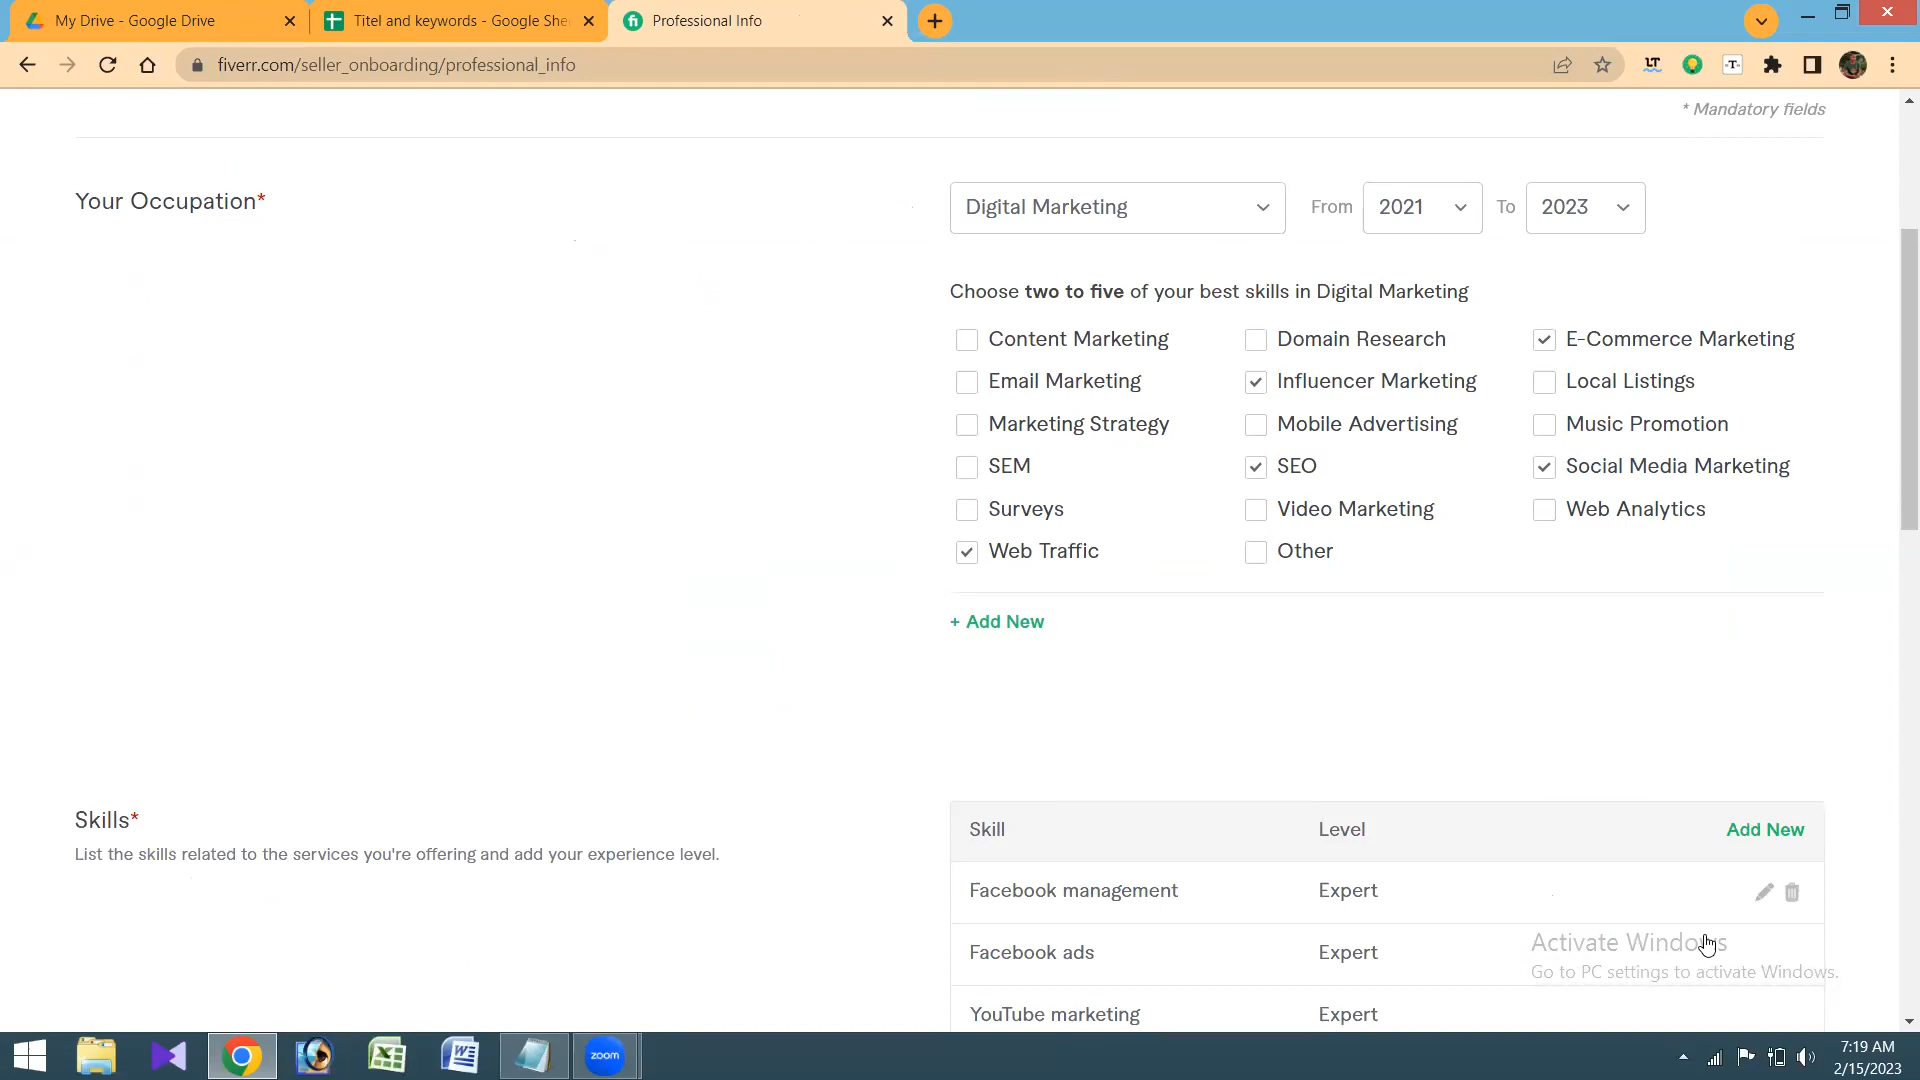 My Drive - Google Drive
Titel and keywords - Google She
Professional Info
fiverr.com/seller_onboarding/professional_info
LT
-T-
* Mandatory fields
Your Occupation*
Digital Marketing
From
2021
To
2023
Choose two to five of your best skills in Digital Marketing
Content Marketing
Domain Research
E-Commerce Marketing
Email Marketing
Influencer Marketing
Local Listings
Marketing Strategy
Mobile Advertising
Music Promotion
SEM
SEO
Social Media Marketing
Surveys
Video Marketing
Web Analytics
Web Traffic
Other
+ Add New
Skills*
List the skills related to the services you're offering and add your experience level.
Skill
Level
Add New
Facebook management
Expert
Facebook ads
Expert
YouTube marketing
Expert
Activate Windows
Go to PC settings to activate Windows.
zoom
7:19 AM
2/15/2023